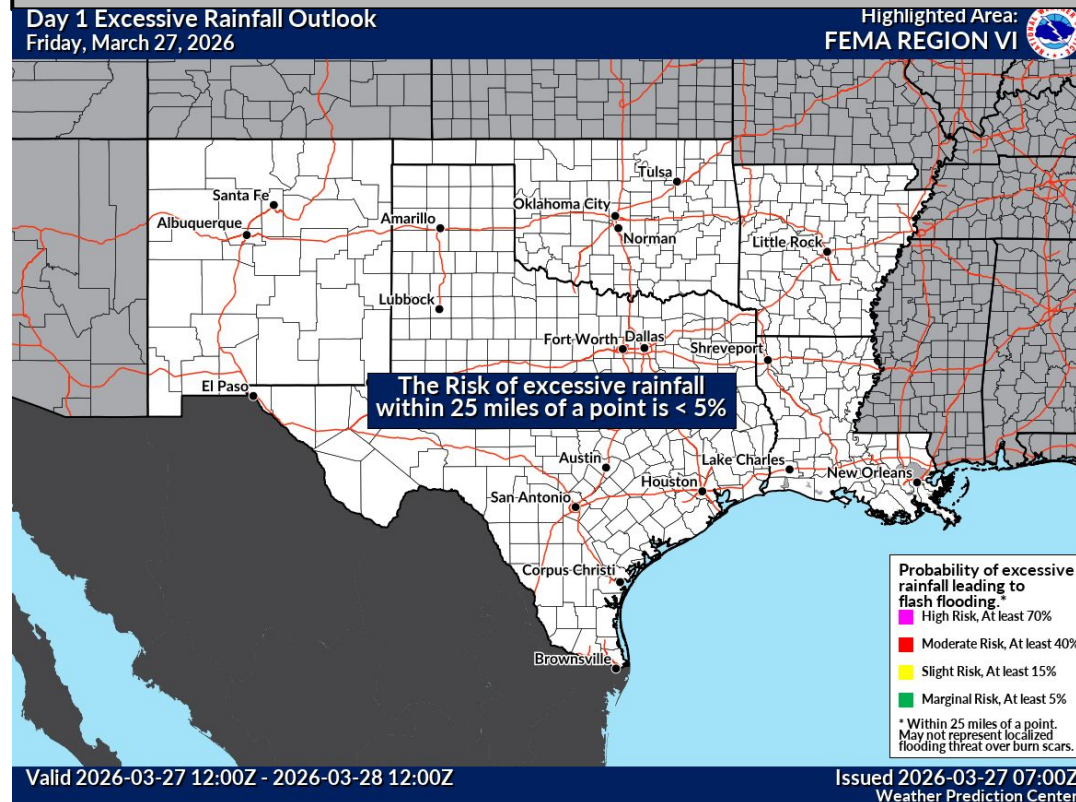 Day 1 Excessive Rainfall Outlook
Friday, March 27, 2026
Highlighted Area:
FEMA REGION VI
Santa Fe
Albuquerque
Amarillo
Lubbock
Tulsa
Oklahoma City
Norman
Little Rock
Fort Worth
Dallas
Shreveport
El Paso
The Risk of excessive rainfall
within 25 miles of a point is < 5%
Austin
San Antonio
Houston
Lake Charles
New Orleans
Corpus Christi
Brownsville
Probability of excessive
rainfall leading to
flash flooding.*
High Risk, At least 70%
Moderate Risk, At least 40%
Slight Risk, At least 15%
Marginal Risk, At least 5%
* Within 25 miles of a point.
May not represent localized
flooding threat over burn scars.
Valid 2026-03-27 12:00Z - 2026-03-28 12:00Z
Issued 2026-03-27 07:00Z
Weather Prediction Center